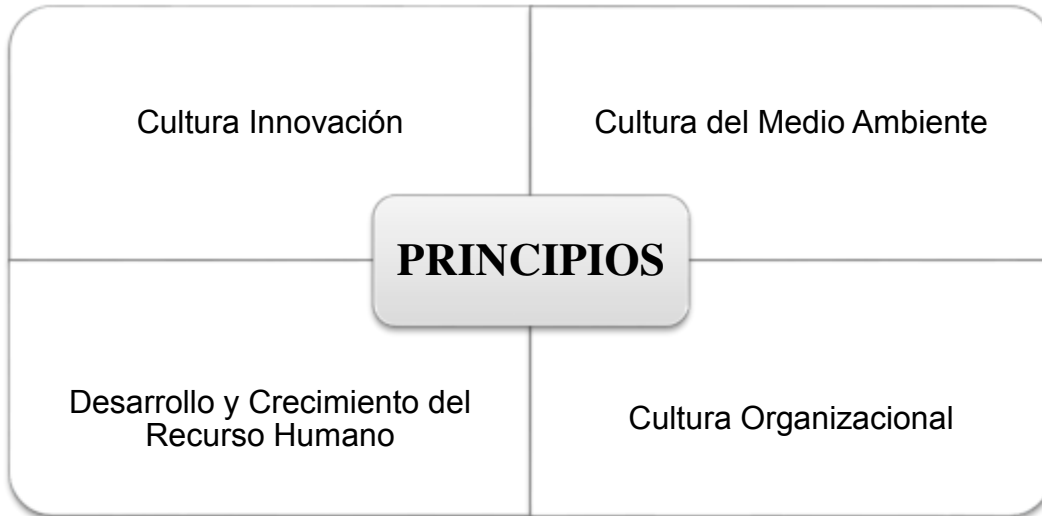 Cultura Innovación
Cultura del Medio Ambiente
PRINCIPIOS
Desarrollo y Crecimiento del
Recurso Humano
Cultura Organizacional